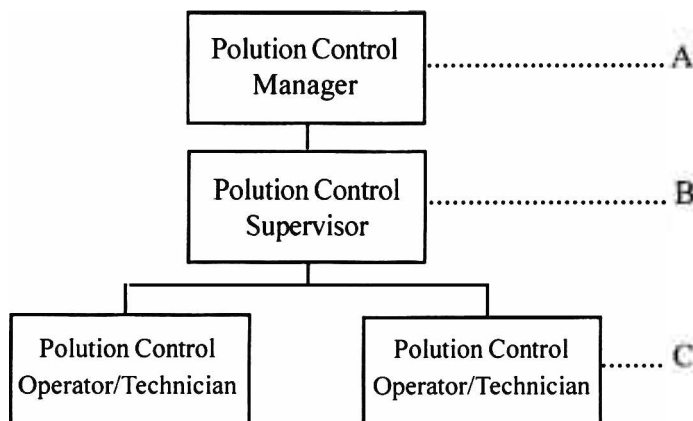 Polution Control
Manager
A
Polution Control
Supervisor
B
Polution Control
Operator/Technician
Polution Control
Operator/Technician
C